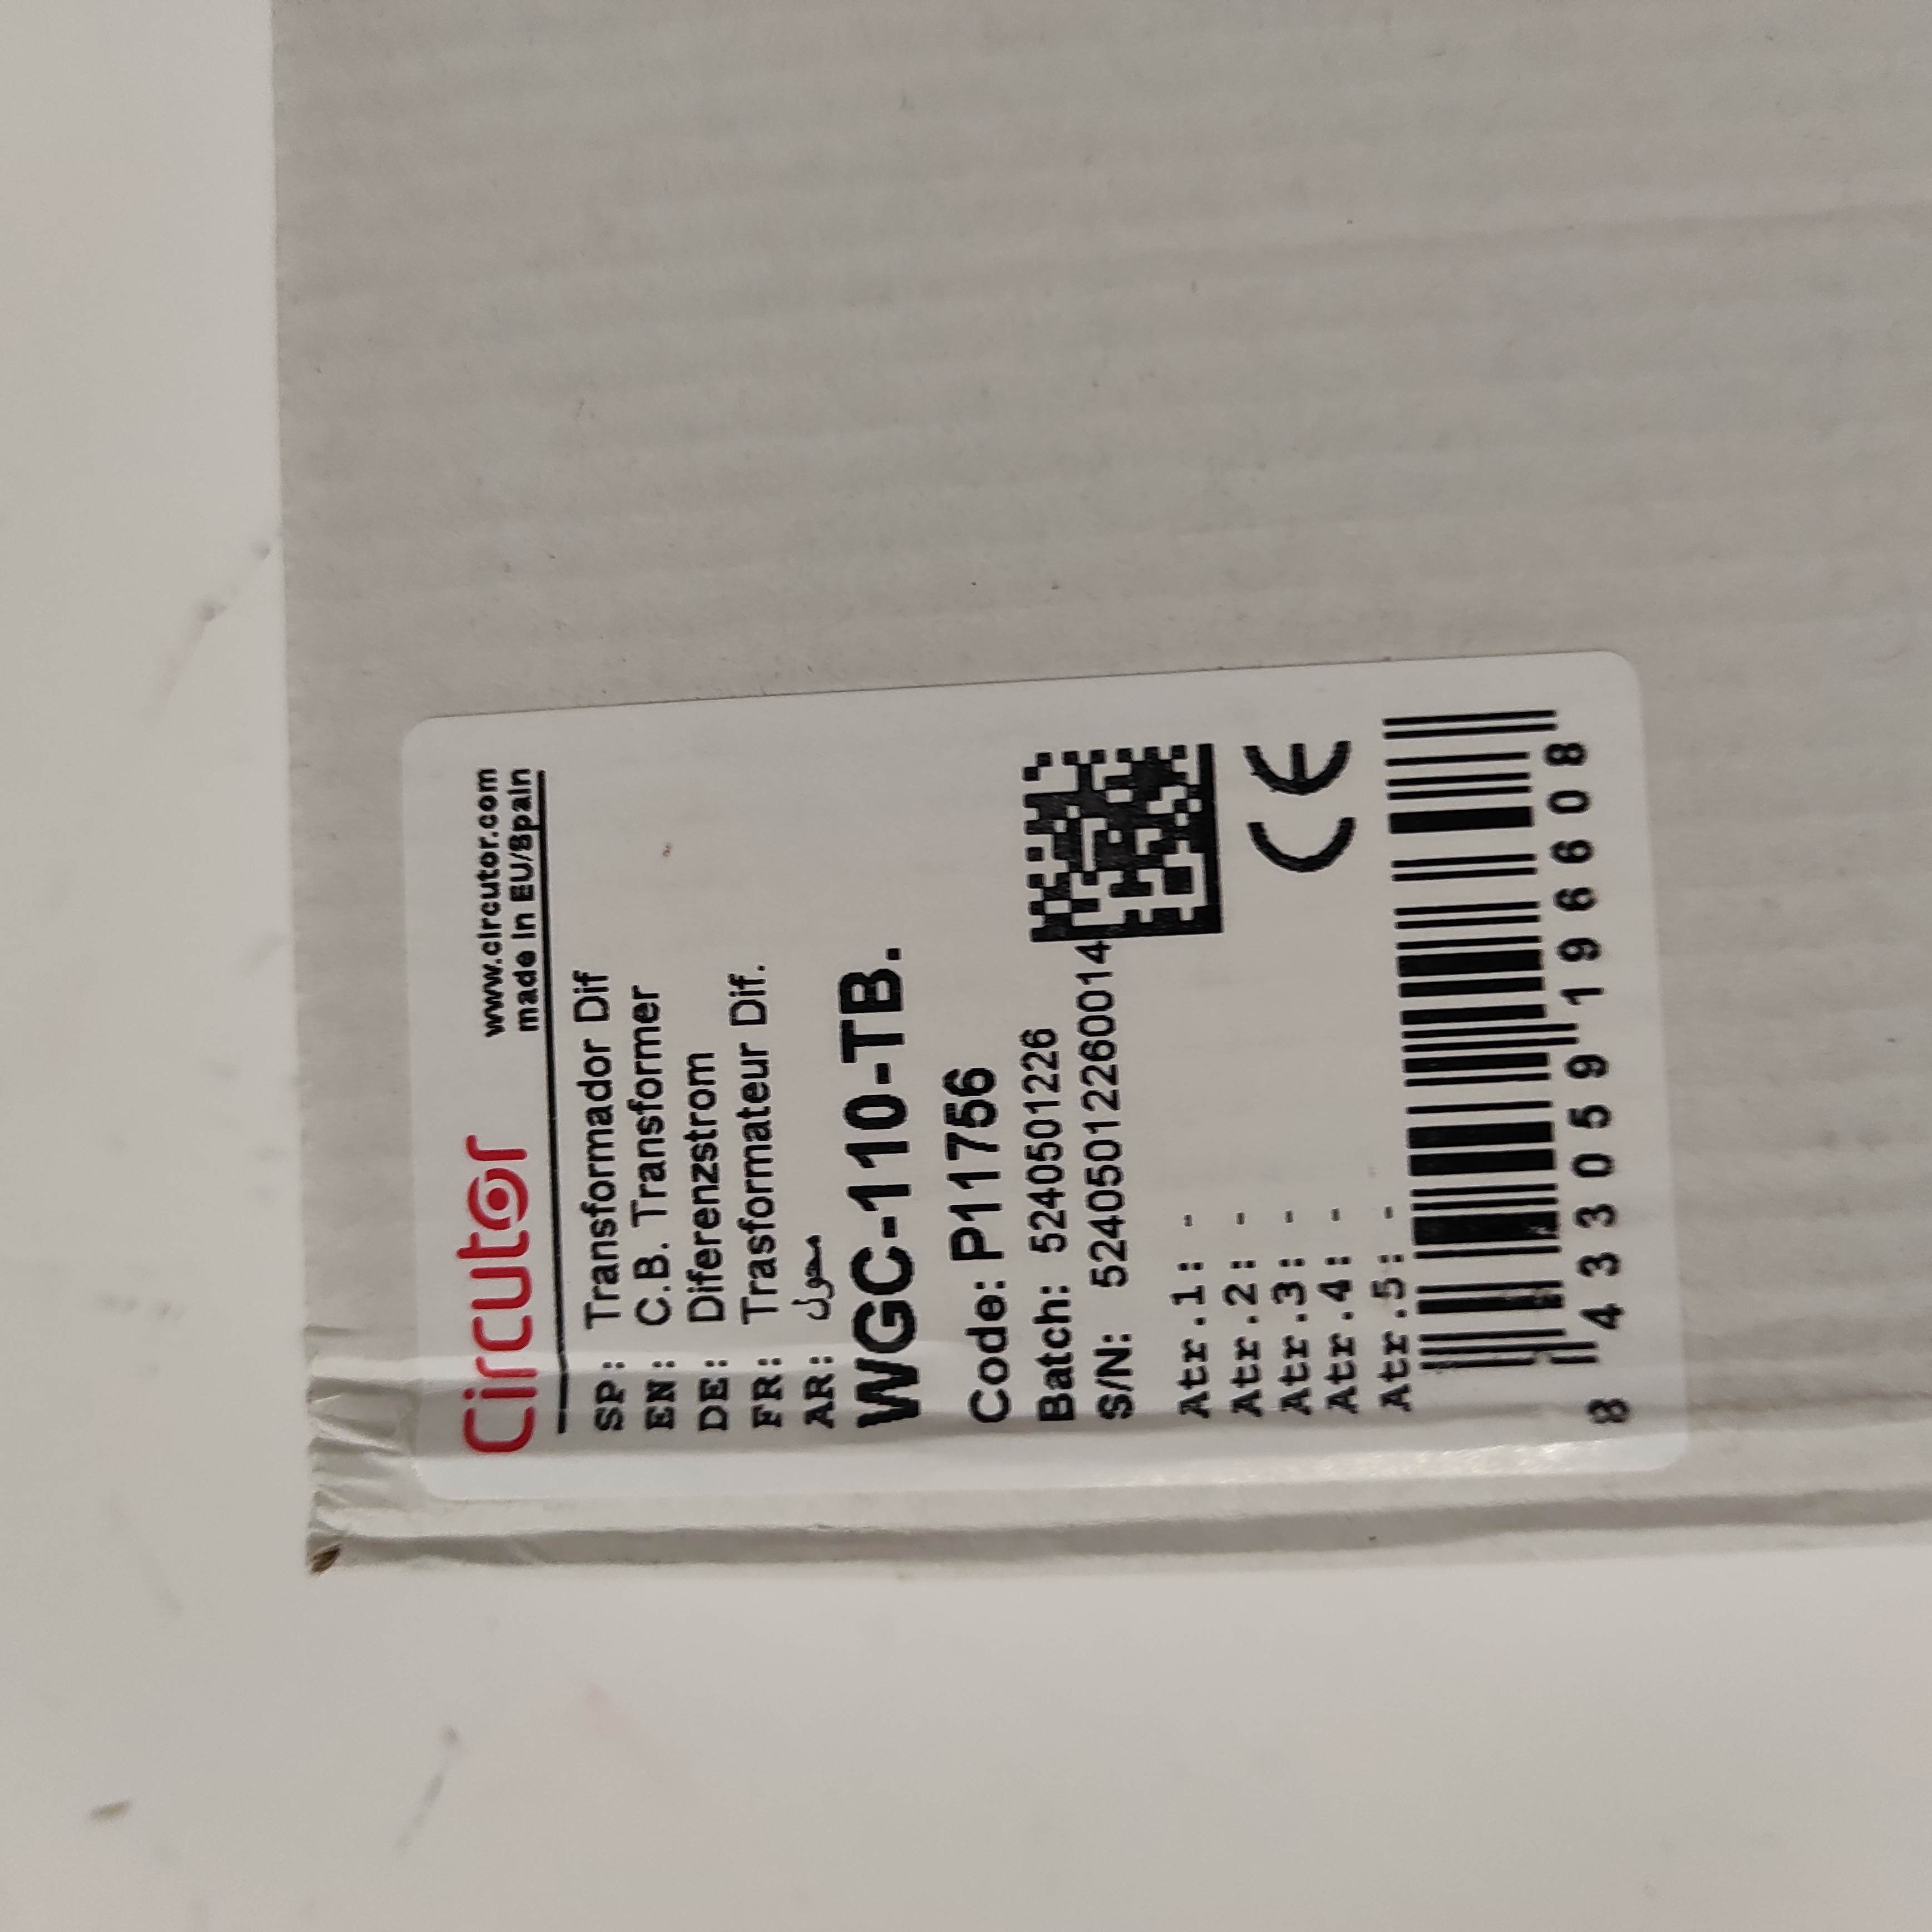 Circutor
www.circutor.com
made in EU/Spain
SP: Transformador Dif
EN: C.B. Transformer
DE: Diferenzstrom
FR: Trasformateur Dif.
AR: محول
WGC-110-TB.
Code: P11756
Batch: 5240501226
S/N: 524050122260014
Atr.1: -
Atr.2: -
Atr.3: -
Atr.4: -
Atr.5: -
CE
8 433059 196608